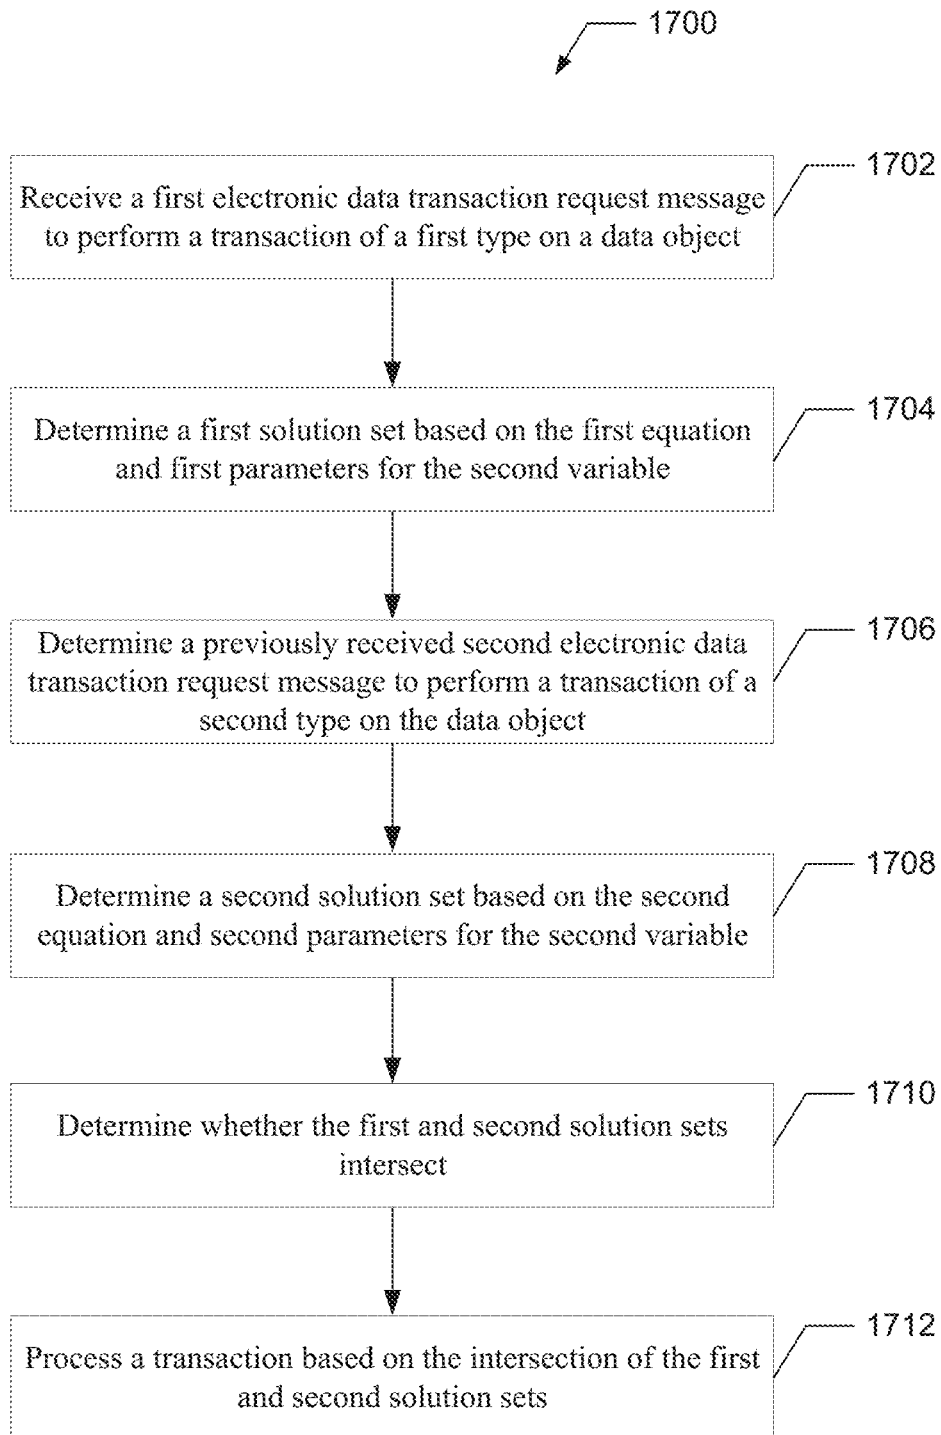 1700
1702
Receive a first electronic data transaction request message
to perform a transaction of a first type on a data object
1704
Determine a first solution set based on the first equation
and first parameters for the second variable
1706
Determine a previously received second electronic data
transaction request message to perform a transaction of a
second type on the data object
1708
Determine a second solution set based on the second
equation and second parameters for the second variable
1710
Determine whether the first and second solution sets
intersect
1712
Process a transaction based on the intersection of the first
and second solution sets